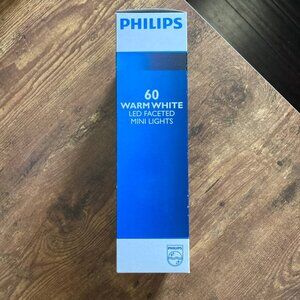 PHILIPS
60
WARM WHITE
LED FACETED
MINI LIGHTS
PHILIPS